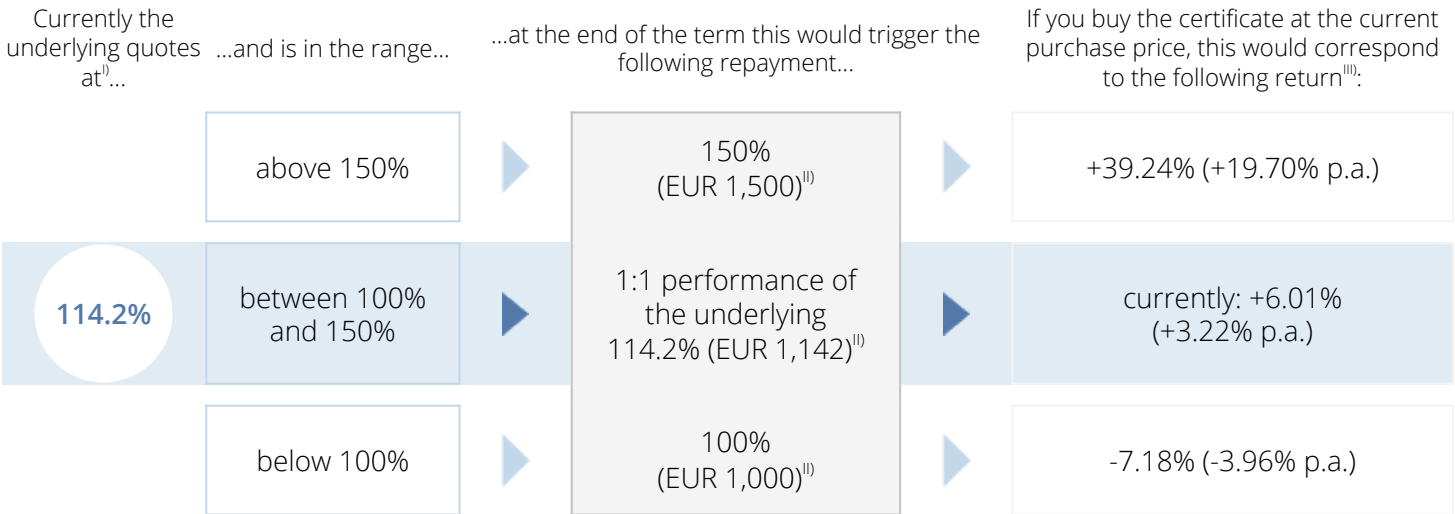 Currently the
underlying quotes
at^I)...
...and is in the range...
...at the end of the term this would trigger the
following repayment...
If you buy the certificate at the current
purchase price, this would correspond
to the following return^III):
above 150%
150%
(EUR 1,500)^II)
+39.24% (+19.70% p.a.)
114.2%
between 100%
and 150%
1:1 performance of
the underlying
114.2% (EUR 1,142)^II)
currently: +6.01%
(+3.22% p.a.)
below 100%
100%
(EUR 1,000)^II)
-7.18% (-3.96% p.a.)